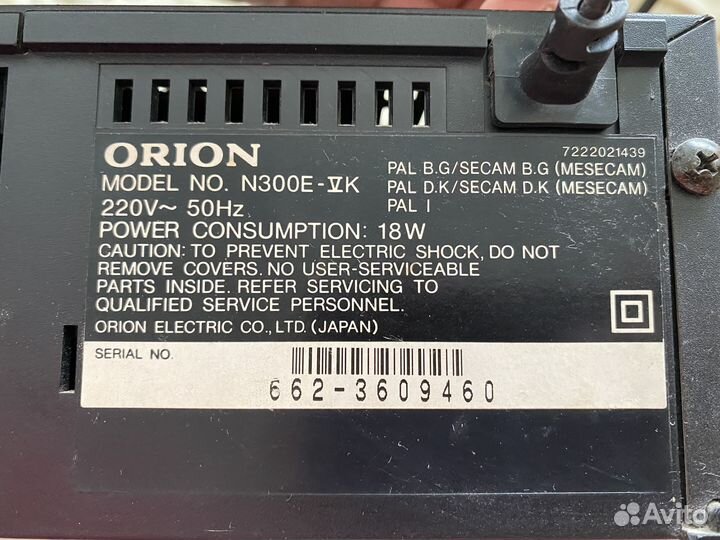 7222021439
ORION
PAL B.G/SECAM B.G (MESECAM)
MODEL NO. N300E-VK
PAL D.K/SECAM D.K (MESECAM)
220V~ 50Hz
PAL I
POWER CONSUMPTION: 18W
CAUTION: TO PREVENT ELECTRIC SHOCK, DO NOT
REMOVE COVERS. NO USER-SERVICEABLE
PARTS INSIDE. REFER SERVICING TO
QUALIFIED SERVICE PERSONNEL.
ORION ELECTRIC CO., LTD. (JAPAN)
SERIAL NO.
662-3609460
Avito